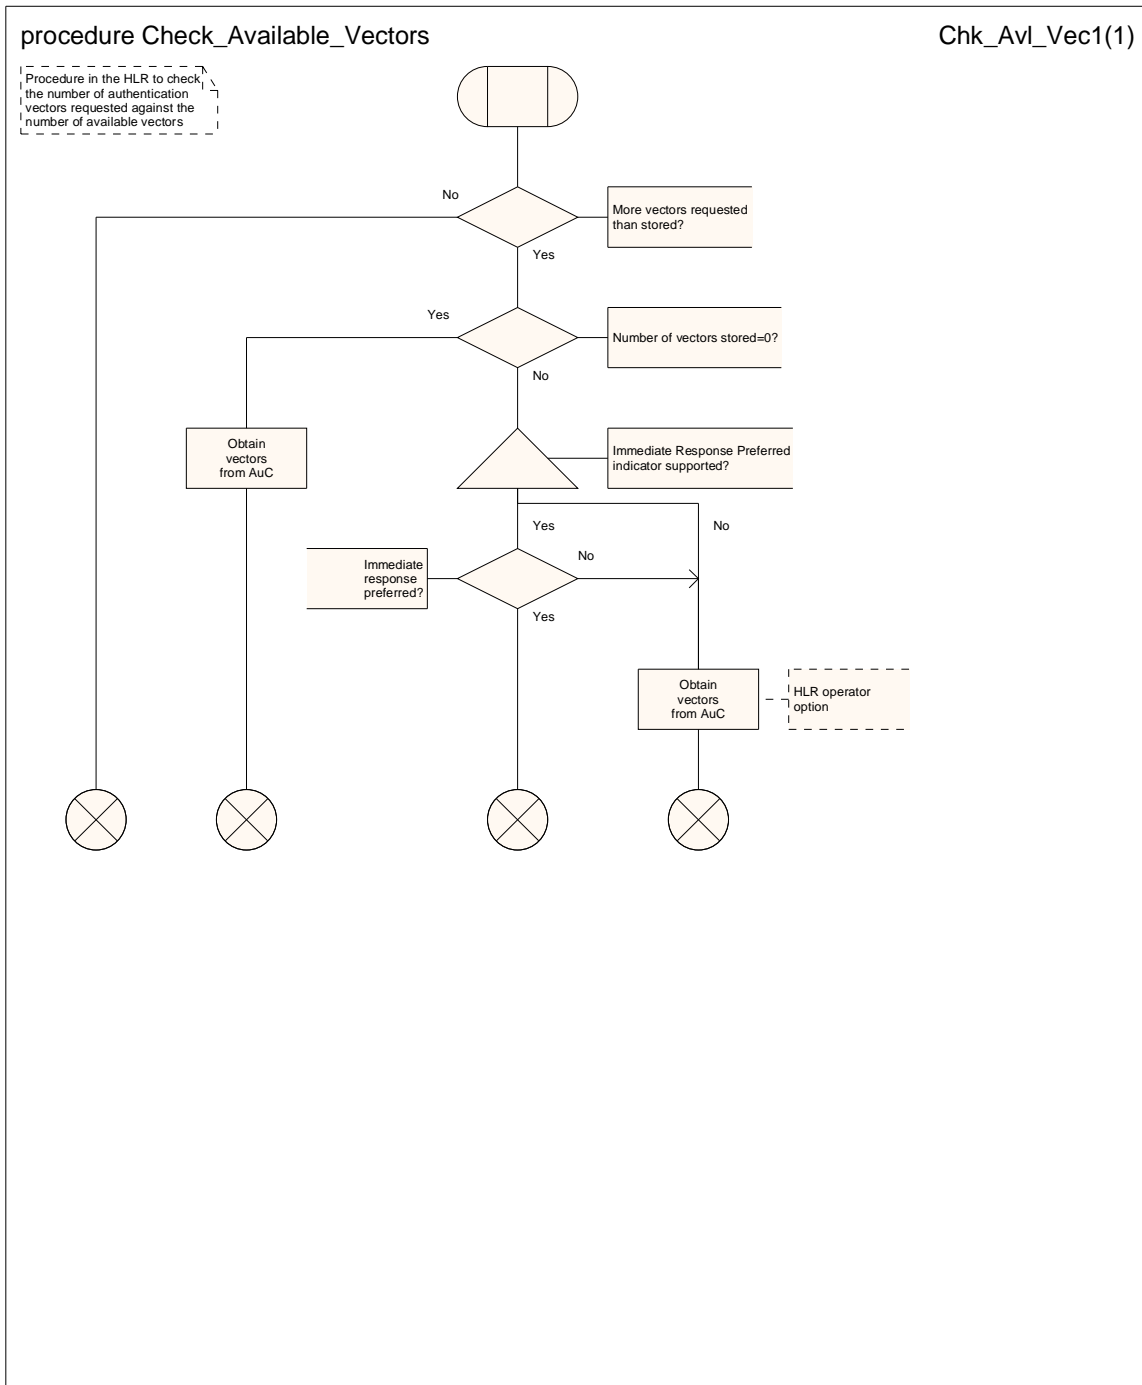 procedure Check_Available_Vectors
Chk_Avl_Vec1(1)
Procedure in the HLR to check
the number of authentication
vectors requested against the
number of available vectors
No
More vectors requested
than stored?
Yes
Yes
Number of vectors stored=0?
No
Obtain
vectors
from AuC
Immediate Response Preferred
indicator supported?
Yes
No
Immediate
response
preferred?
No
Yes
Obtain
vectors
from AuC
HLR operator
option